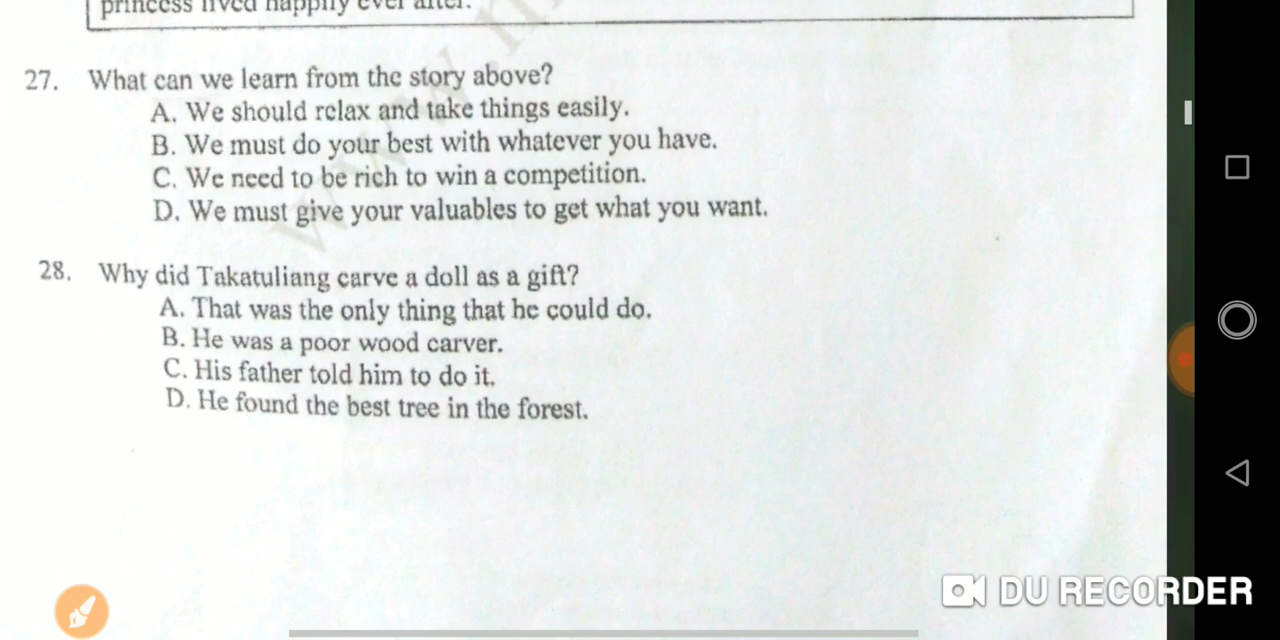 princess lived happily ever after.
27. What can we learn from the story above?
A. We should relax and take things easily.
B. We must do your best with whatever you have.
C. We need to be rich to win a competition.
D. We must give your valuables to get what you want.
28. Why did Takatuliang carve a doll as a gift?
A. That was the only thing that he could do.
B. He was a poor wood carver.
C. His father told him to do it.
D. He found the best tree in the forest.
DU RECORDER